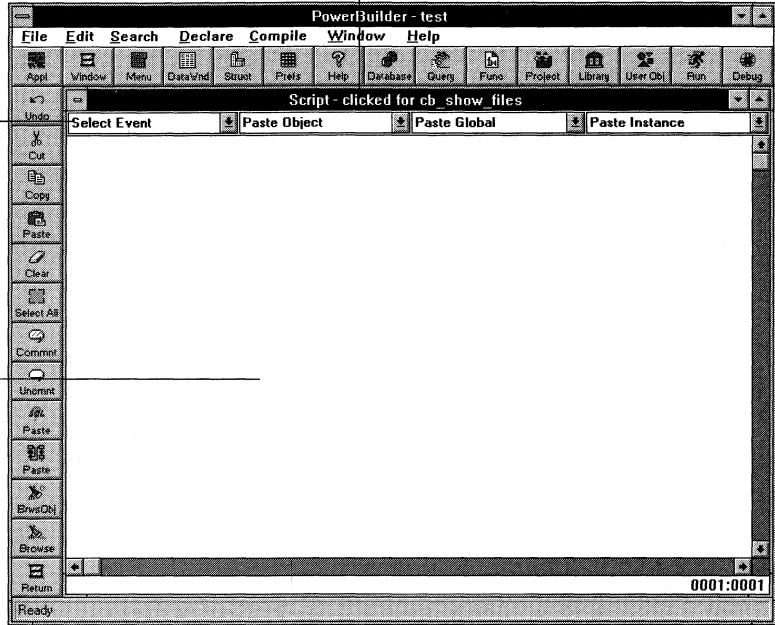 PowerBuilder - test
File Edit Search Declare Compile Window Help
Appl Window Menu DataWnd Struct Prefs Help Database Query Func Project Library User Obj Run Debug
Script - clicked for cb_show_files
Select Event Paste Object Paste Global Paste Instance
Undo
Cut
Copy
Paste
Clear
Select All
Commnt
Uncmnt
Paste
Paste
BrwsObj
Browse
Return
0001:0001
Ready